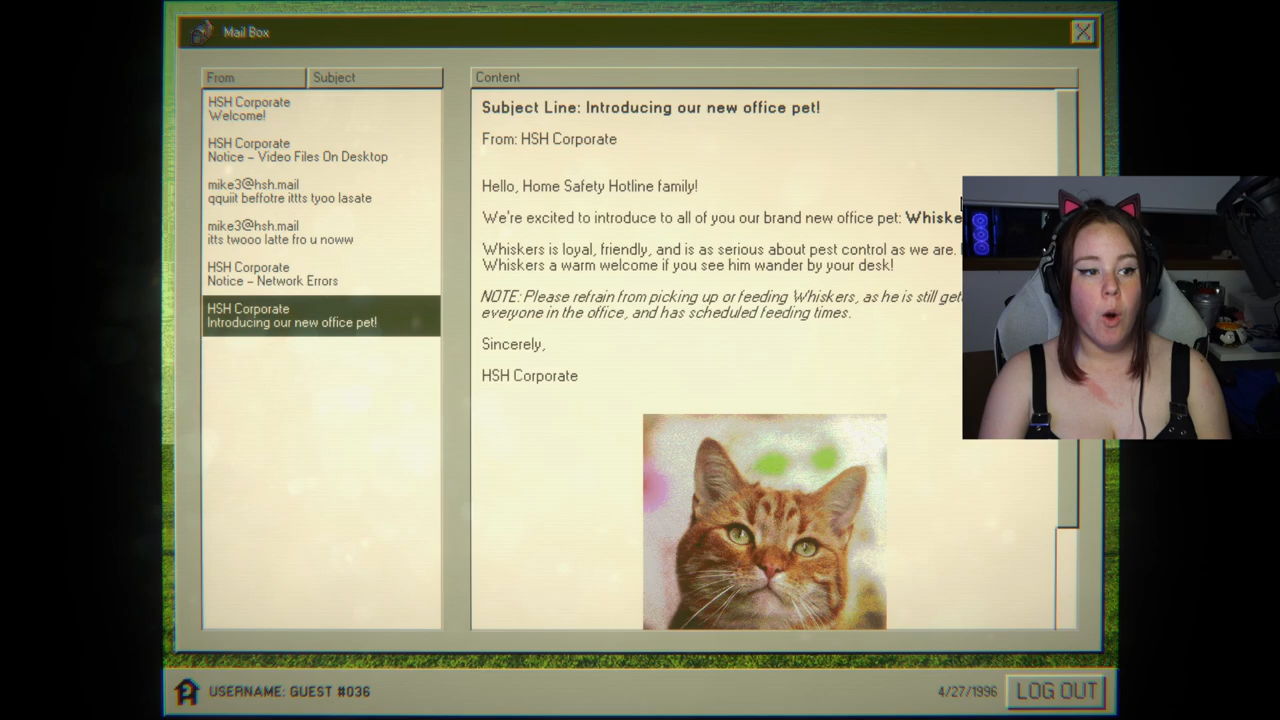 Mail Box
From
Subject
Content
HSH Corporate
Welcome!
HSH Corporate
Notice - Video Files On Desktop
mike3@hsh.mail
qquiit beffotre ittts tyoo lasate
mike3@hsh.mail
itts twooo latte fro u noww
HSH Corporate
Notice - Network Errors
HSH Corporate
Introducing our new office pet!
Subject Line: Introducing our new office pet!
From: HSH Corporate
Hello, Home Safety Hotline family!
We're excited to introduce to all of you our brand new office pet:
Whiskers is loyal, friendly, and is as serious about pest control as we are.
Whiskers a warm welcome if you see him wander by your desk!
NOTE: Please refrain from picking up or feeding Whiskers, as he is still
everyone in the office, and has scheduled feeding times.
Sincerely,
HSH Corporate
USERNAME: GUEST #036
4/27/1996
LOG OUT